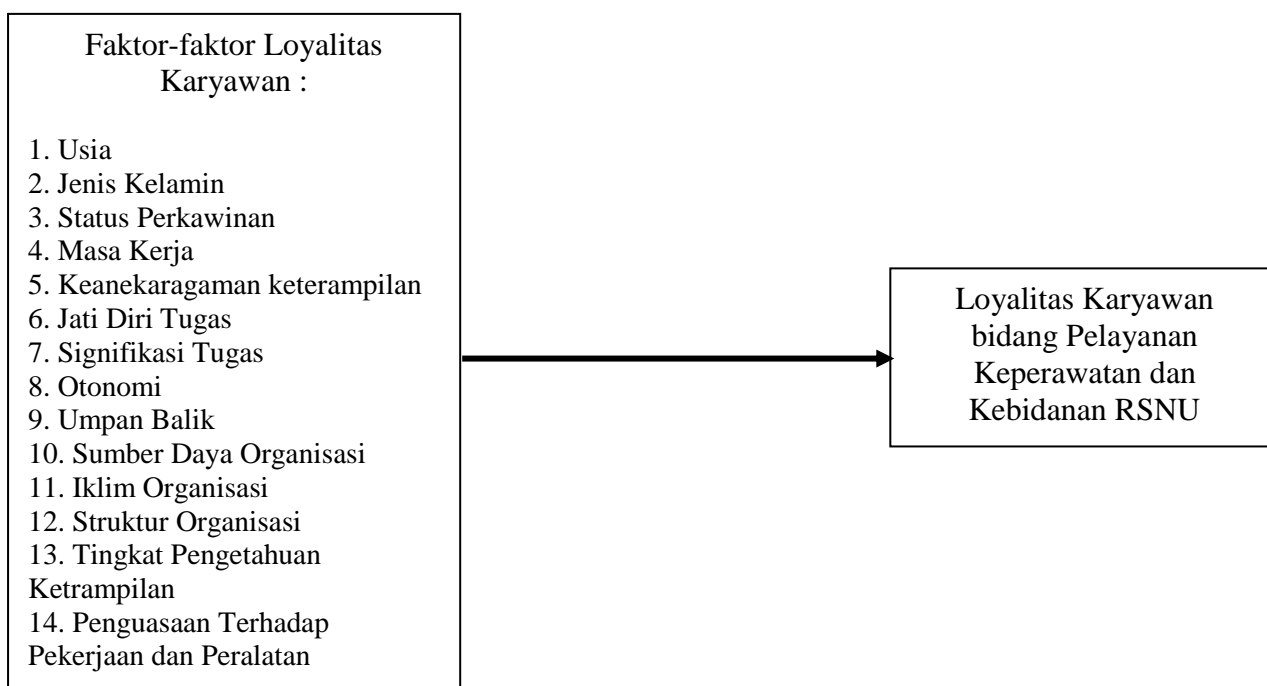 Faktor-faktor Loyalitas
Karyawan :
1. Usia
2. Jenis Kelamin
3. Status Perkawinan
4. Masa Kerja
5. Keanekaragaman keterampilan
6. Jati Diri Tugas
7. Signifikasi Tugas
8. Otonomi
9. Umpan Balik
10. Sumber Daya Organisasi
11. Iklim Organisasi
12. Struktur Organisasi
13. Tingkat Pengetahuan
Ketrampilan
14. Penguasaan Terhadap
Pekerjaan dan Peralatan
Loyalitas Karyawan
bidang Pelayanan
Keperawatan dan
Kebidanan RSNU